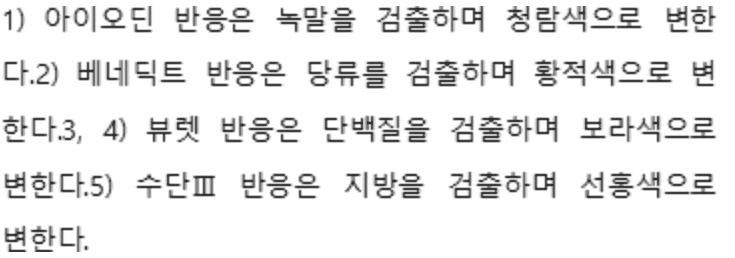 1) 아이오딘 반응은 녹말을 검출하며 청람색으로 변한
다.2) 베네딕트 반응은 당류를 검출하며 황적색으로 변
한다.3, 4) 뷰렛 반응은 단백질을 검출하며 보라색으로
변한다.5) 수단Ⅲ 반응은 지방을 검출하며 선홍색으로
변한다.